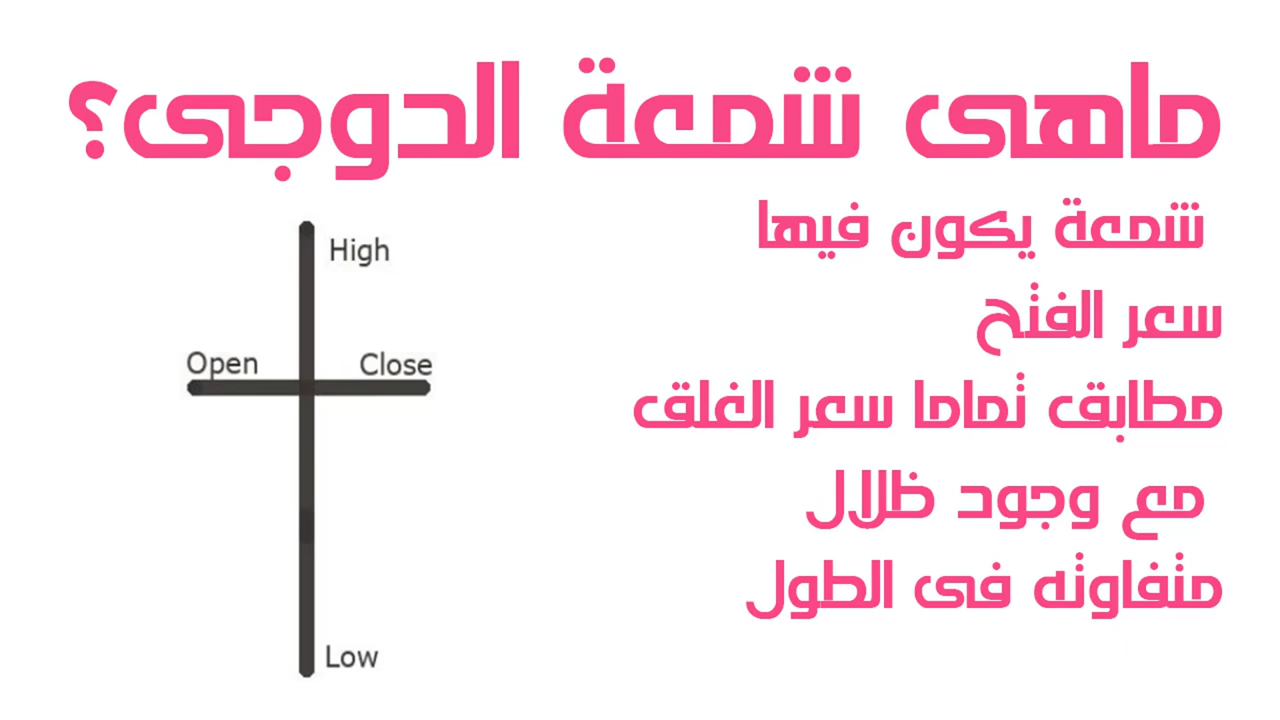 ماهى شمعة الدوجى؟
شمعة يكون فيها
سعر الفتح
مطابق تماما سعر الغلق
مع وجود ظلال
متفاوته فى الطول
High
Open
Close
Low